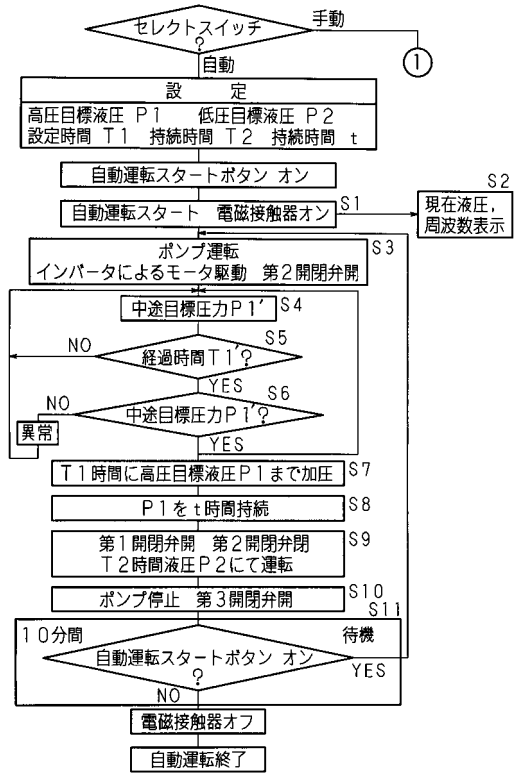 セレクトスイッチ
?
手動
1
自動
設 定
高圧目標液圧 P1 低圧目標液圧 P2
設定時間 T1 持続時間 T2 持続時間 t
自動運転スタートボタン オン
自動運転スタート 電磁接触器オン
S1
S2
現在液圧,
周波数表示
ポンプ運転
インバータによるモータ駆動 第2開閉弁開
S3
中途目標圧力P1′
S4
経過時間T1′?
S5
NO
YES
中途目標圧力P1′?
S6
NO
異常
YES
T1時間に高圧目標液圧P1まで加圧
S7
P1をt時間持続
S8
第1開閉弁開 第2開閉弁閉
T2時間液圧P2にて運転
S9
ポンプ停止 第3開閉弁開
S10
S11
10分間
待機
自動運転スタートボタン オン
?
YES
NO
電磁接触器オフ
自動運転終了